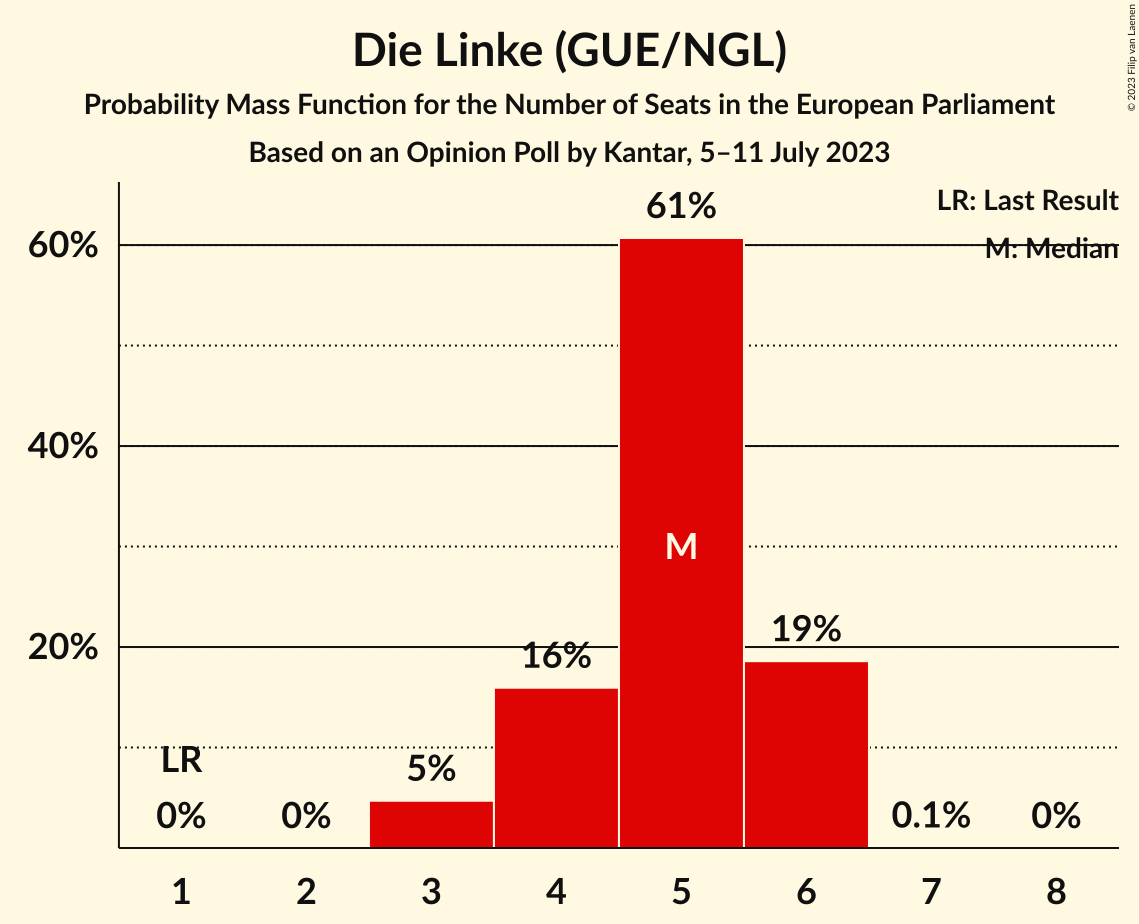 Die Linke (GUE/NGL)
Probability Mass Function for the Number of Seats in the European Parliament
Based on an Opinion Poll by Kantar, 5–11 July 2023
© 2023 Filip van Laenen
LR: Last Result
M: Median
61%
60%
40%
M
19%
20%
16%
LR
5%
0%
0%
0.1%
0%
1 2 3 4 5 6 7 8